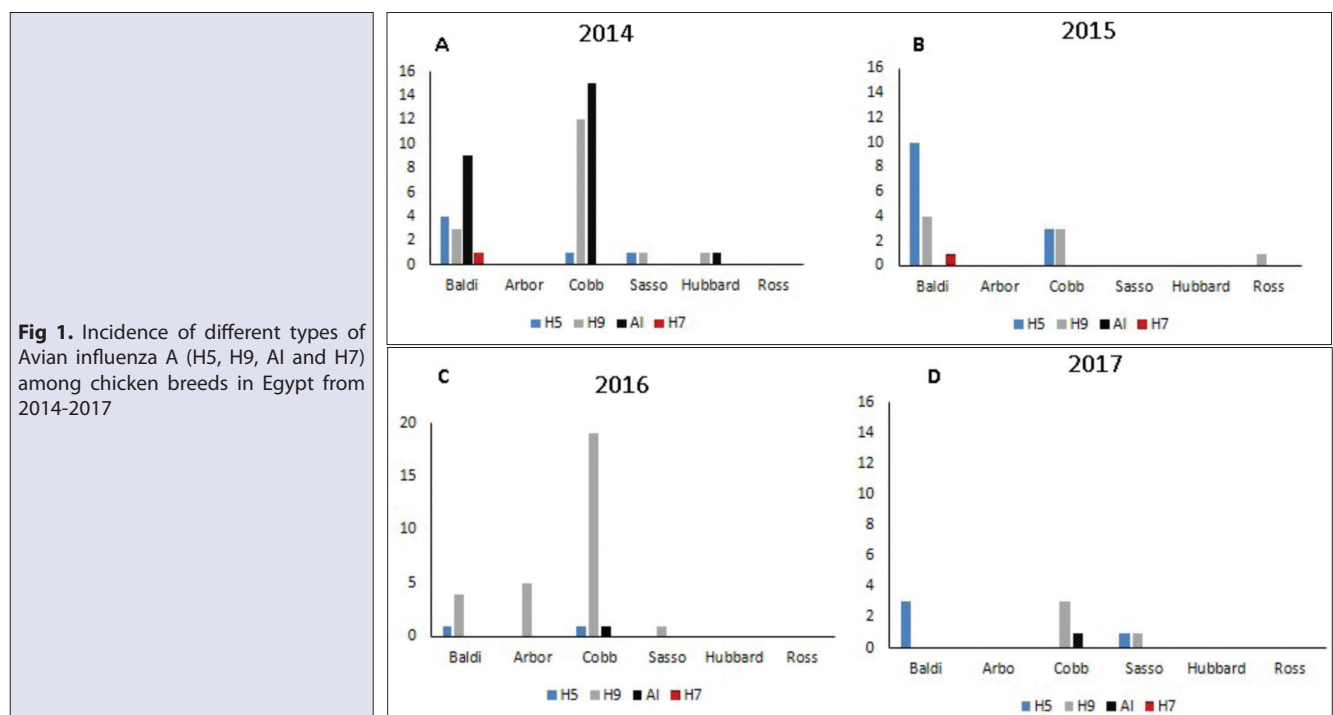 Fig 1. Incidence of different types of
Avian influenza A (H5, H9, AI and H7)
among chicken breeds in Egypt from
2014-2017
A
2014
16
14
12
10
8
6
4
2
0
Baldi Arbor Cobb Sasso Hubbard Ross
H5 H9 AI H7
B
2015
16
14
12
10
8
6
4
2
0
Baldi Arbor Cobb Sasso Hubbard Ross
H5 H9 AI H7
C
2016
20
15
10
5
0
Baldi Arbor Cobb Sasso Hubbard Ross
H5 H9 AI H7
D
2017
16
14
12
10
8
6
4
2
0
Baldi Arbo Cobb Sasso Hubbard Ross
H5 H9 AI H7